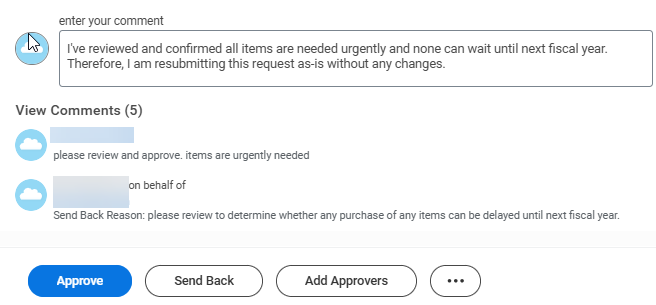 enter your comment
I've reviewed and confirmed all items are needed urgently and none can wait until next fiscal year.
Therefore, I am resubmitting this request as-is without any changes.
View Comments (5)
please review and approve. items are urgently needed
on behalf of
Send Back Reason: please review to determine whether any purchase of any items can be delayed until next fiscal year.
Approve
Send Back
Add Approvers
•••